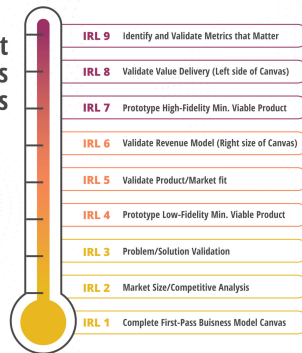 t
s
s
IRL 9 Identify and Validate Metrics that Matter
IRL 8 Validate Value Delivery (Left side of Canvas)
IRL 7 Prototype High-Fidelity Min. Viable Product
IRL 6 Validate Revenue Model (Right size of Canvas)
IRL 5 Validate Product/Market fit
IRL 4 Prototype Low-Fidelity Min. Viable Product
IRL 3 Problem/Solution Validation
IRL 2 Market Size/Competitive Analysis
IRL 1 Complete First-Pass Buisness Model Canvas